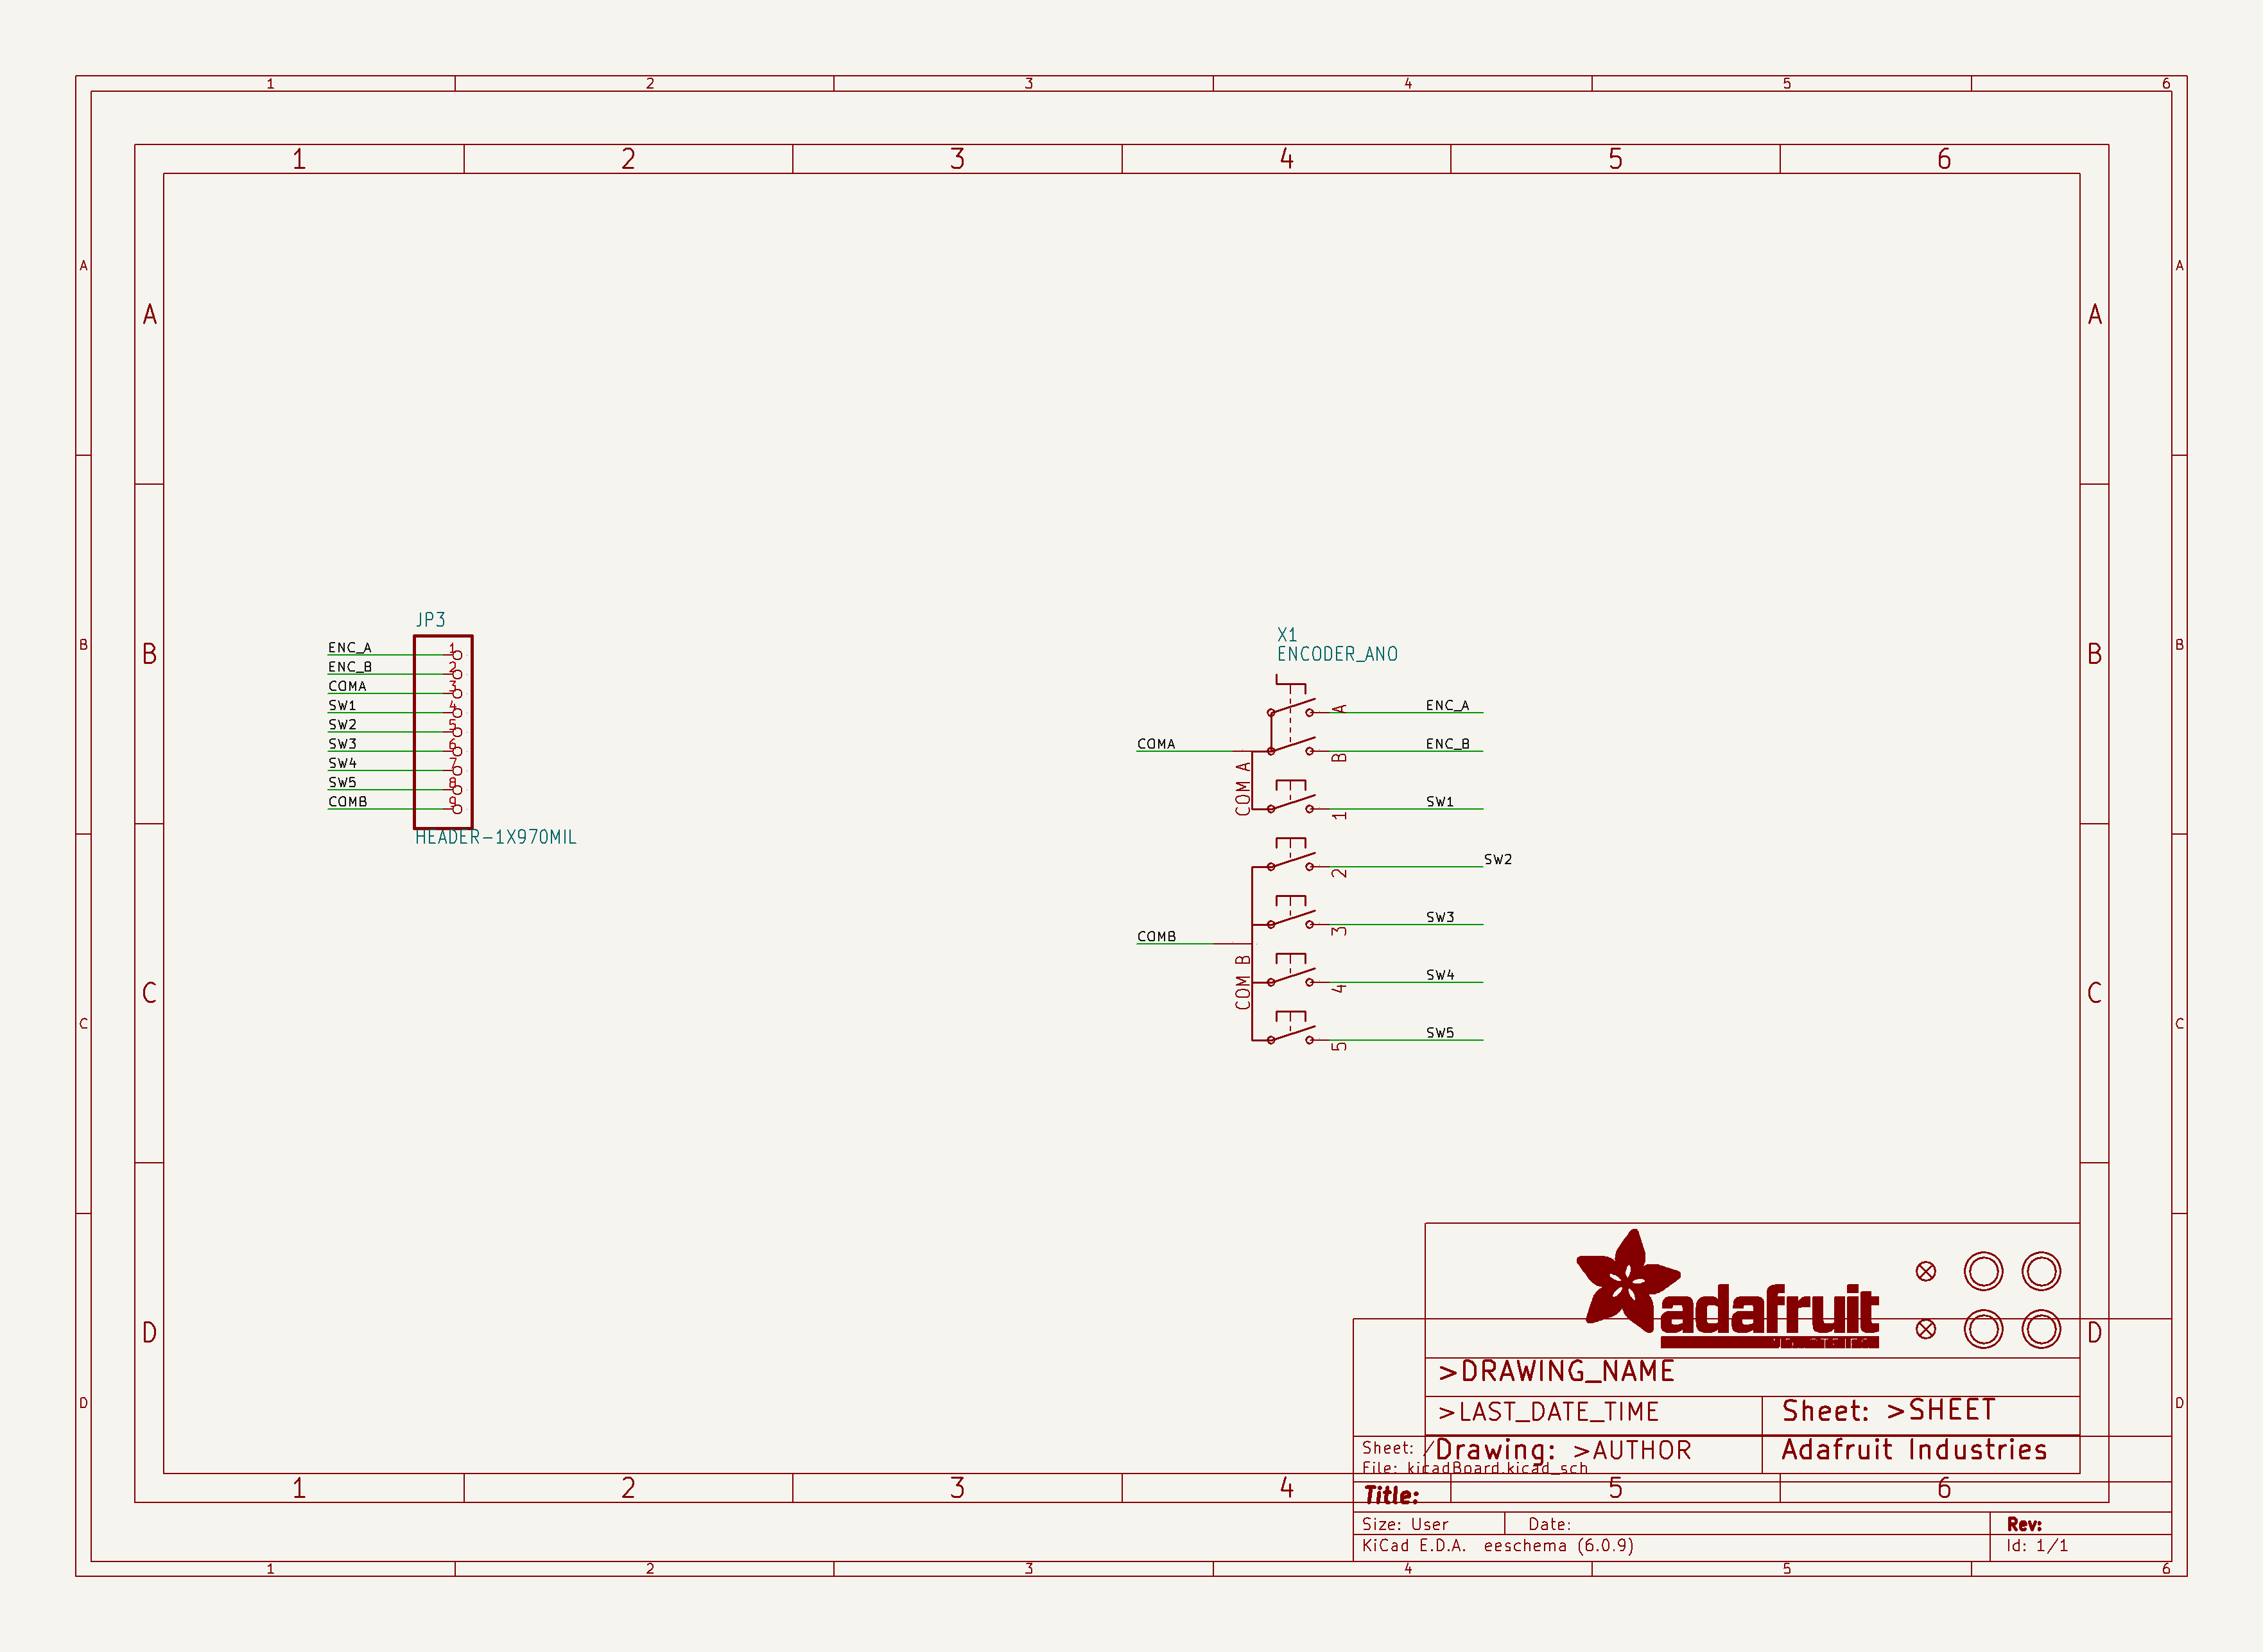 1 2 3 4 5 6
1 2 3 4 5 6
A A
A A
JP3
ENC_A 1
ENC_B 2
COMA 3
SW1 4
SW2 5
SW3 6
SW4 7
SW5 8
COMB 9
HEADER-1X970MIL
B B
B B
X1
ENCODER_ANO
A ENC_A
COMA
B ENC_B
COM A
1 SW1
2 SW2
3 SW3
COMB
COM B
4 SW4
5 SW5
C C
C C
adafruit
D D
D D
>DRAWING_NAME
>LAST_DATE_TIME
Sheet: >SHEET
Drawing: >AUTHOR
Adafruit Industries
Sheet: /
File: kicadBoard.kicad_sch
1 2 3 4 5 6
Title:
Size: User
Date:
Rev:
KiCad E.D.A. eeschema (6.0.9)
Id: 1/1
1 2 3 4 5 6